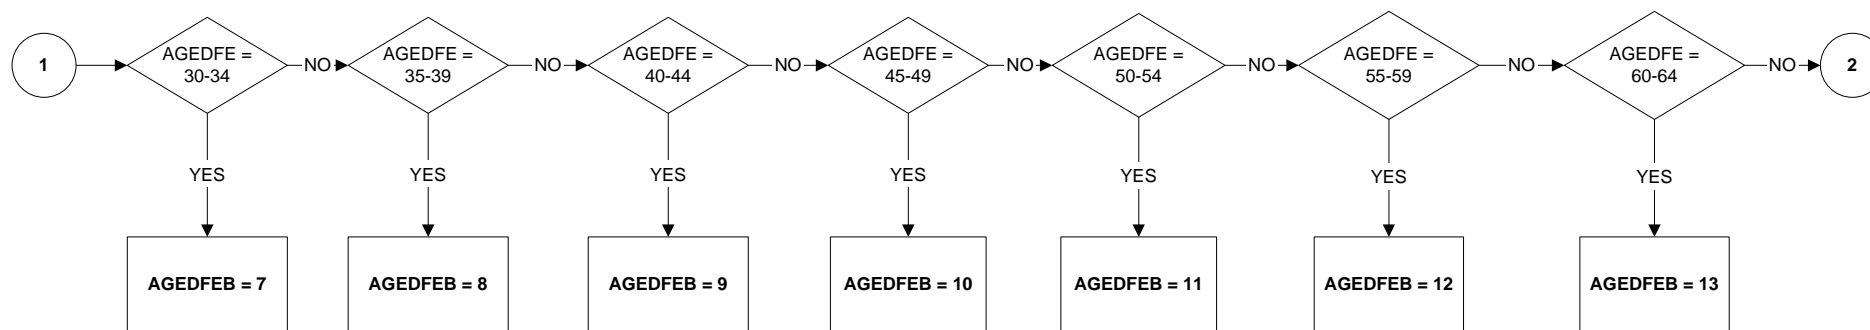 1
AGEDFE =
30-34
NO
AGEDFE =
35-39
NO
AGEDFE =
40-44
NO
AGEDFE =
45-49
NO
AGEDFE =
50-54
NO
AGEDFE =
55-59
NO
AGEDFE =
60-64
NO
2
YES
YES
YES
YES
YES
YES
YES
AGEDFEB = 7
AGEDFEB = 8
AGEDFEB = 9
AGEDFEB = 10
AGEDFEB = 11
AGEDFEB = 12
AGEDFEB = 13